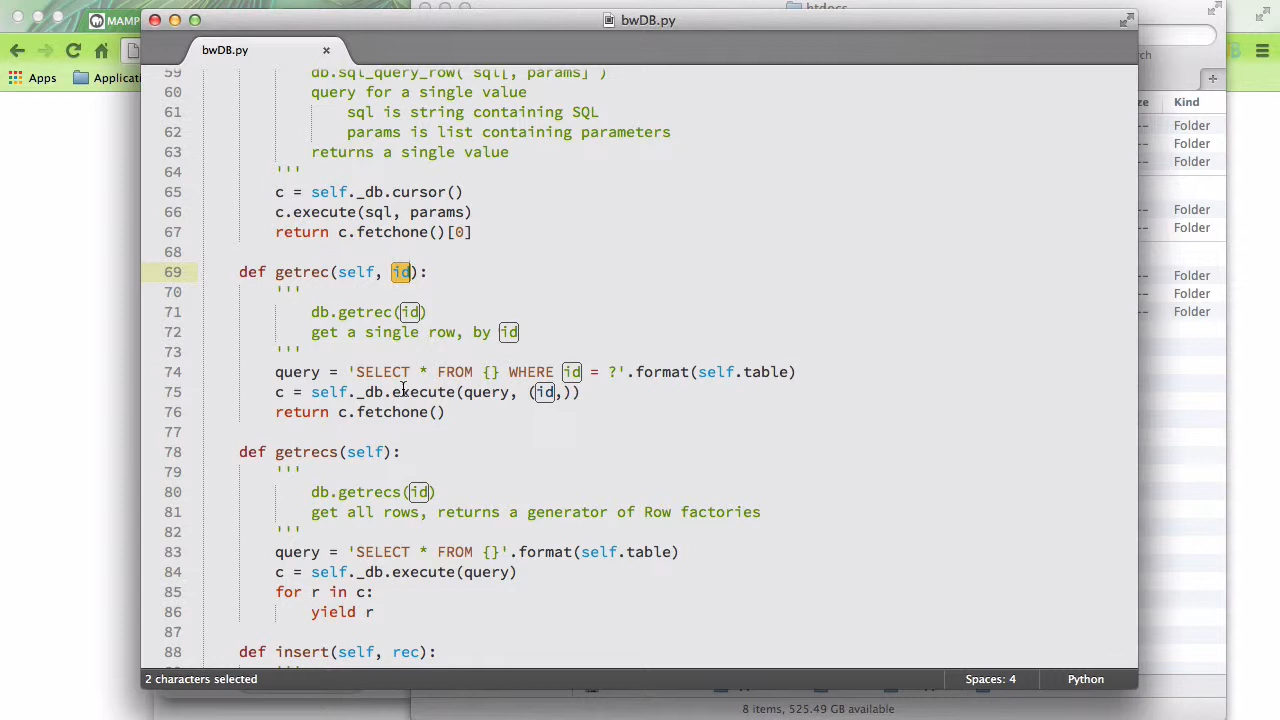 bwDB.py
htdocs
MAMP
bwDB.py
Apps
Applicati
Kind
59 db.sql_query_row( sql[, params] )
60 query for a single value
61 sql is string containing SQL
62 params is list containing parameters
63 returns a single value
64 '''
65 c = self._db.cursor()
66 c.execute(sql, params)
67 return c.fetchone()[0]
68
69 def getrec(self, id):
70 '''
71 db.getrec(id)
72 get a single row, by id
73 '''
74 query = 'SELECT * FROM {} WHERE id = ?'.format(self.table)
75 c = self._db.execute(query, (id,))
76 return c.fetchone()
77
78 def getrecs(self):
79 '''
80 db.getrecs(id)
81 get all rows, returns a generator of Row factories
82 '''
83 query = 'SELECT * FROM {}'.format(self.table)
84 c = self._db.execute(query)
85 for r in c:
86 yield r
87
88 def insert(self, rec):
-- Folder
-- Folder
-- Folder
-- Folder
-- Folder
-- Folder
-- Folder
-- Folder
2 characters selected
Spaces: 4
Python
8 items, 525.49 GB available